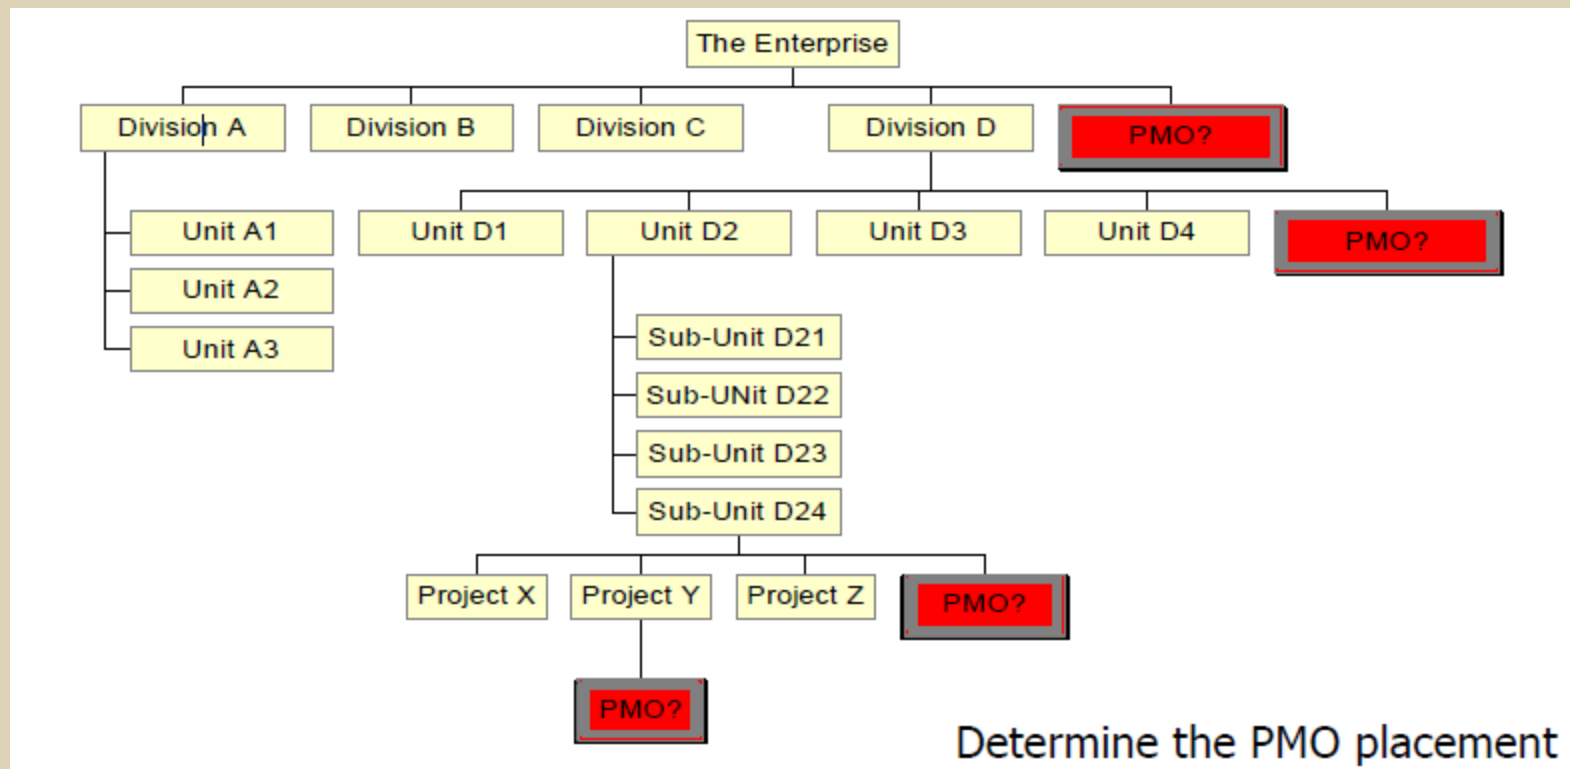 The Enterprise
Division A
Division B
Division C
Division D
PMO?
Unit A1
Unit D1
Unit D2
Unit D3
Unit D4
PMO?
Unit A2
Unit A3
Sub-Unit D21
Sub-UNit D22
Sub-Unit D23
Sub-Unit D24
Project X
Project Y
Project Z
PMO?
PMO?
Determine the PMO placement